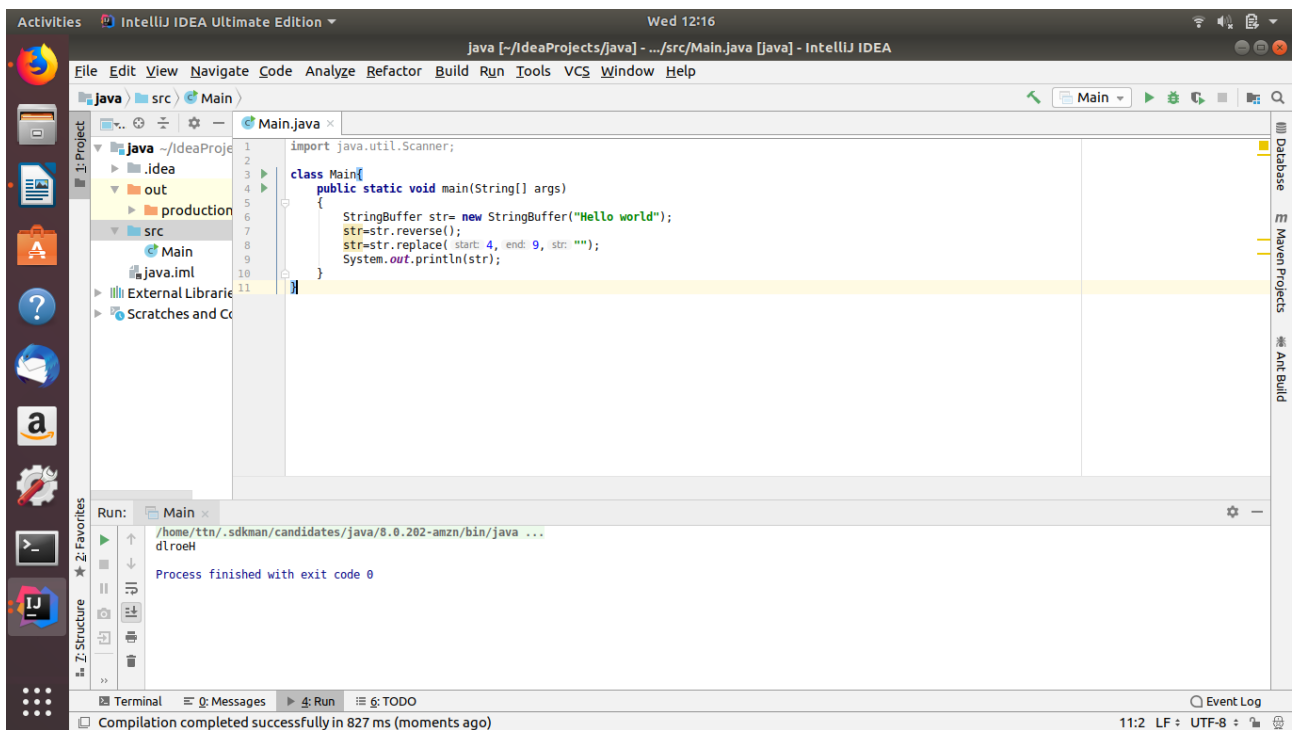 Activities IntelliJ IDEA Ultimate Edition Wed 12:16
java [~/IdeaProjects/java] - .../src/Main.java [java] - IntelliJ IDEA
File Edit View Navigate Code Analyze Refactor Build Run Tools VCS Window Help
java src Main Main
1: Project
Main.java
java ~/IdeaProje
.idea
out
production
src
Main
java.iml
External Librarie
Scratches and Co
1 import java.util.Scanner;
2
3 class Main{
4 public static void main(String[] args)
5 {
6 StringBuffer str= new StringBuffer("Hello world");
7 str=str.reverse();
8 str=str.replace( start: 4, end: 9, str: "");
9 System.out.println(str);
10 }
11 }
Database
m Maven Projects
Ant Build
2: Favorites
Z: Structure
Run: Main
/home/ttn/.sdkman/candidates/java/8.0.202-amzn/bin/java ...
dlroeH
Process finished with exit code 0
Terminal 0: Messages 4: Run 6: TODO Event Log
Compilation completed successfully in 827 ms (moments ago) 11:2 LF UTF-8